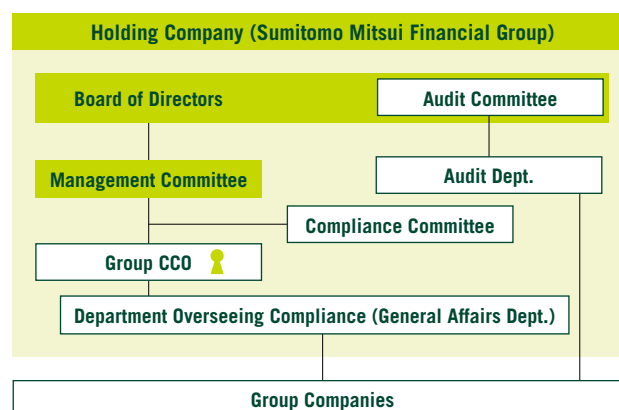 Holding Company (Sumitomo Mitsui Financial Group)
Board of Directors
Audit Committee
Management Committee
Audit Dept.
Compliance Committee
Group CCO
Department Overseeing Compliance (General Affairs Dept.)
Group Companies